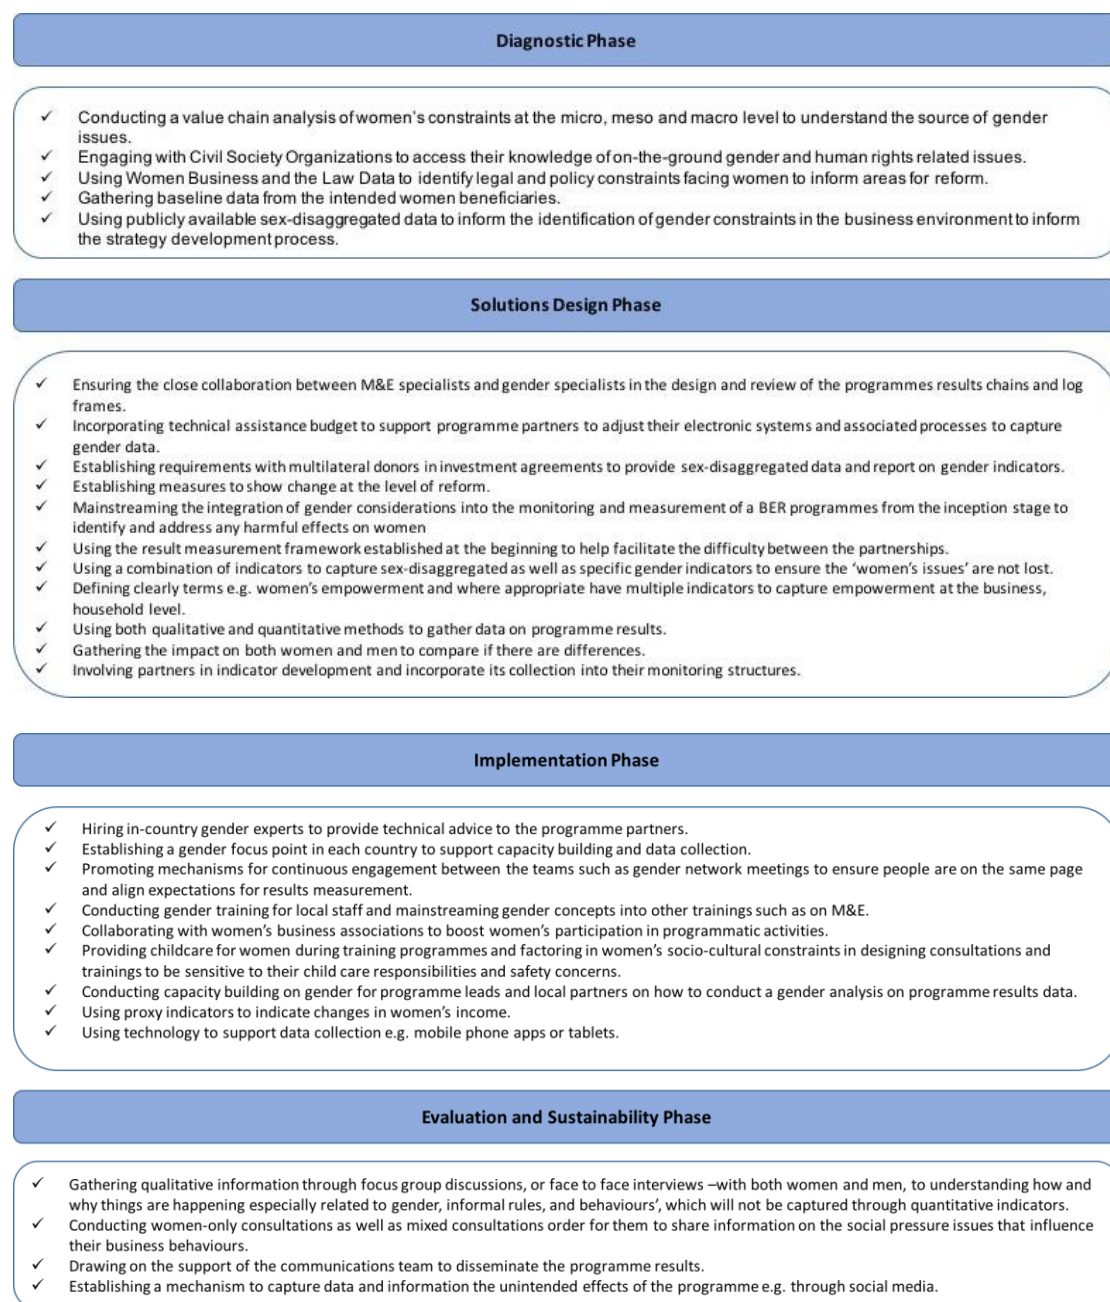 Diagnostic Phase
✓ Conducting a value chain analysis of women's constraints at the micro, meso and macro level to understand the source of gender
issues.
✓ Engaging with Civil Society Organizations to access their knowledge of on-the-ground gender and human rights related issues.
✓ Using Women Business and the Law Data to identify legal and policy constraints facing women to inform areas for reform.
✓ Gathering baseline data from the intended women beneficiaries.
✓ Using publicly available sex-disaggregated data to inform the identification of gender constraints in the business environment to inform
the strategy development process.
Solutions Design Phase
✓ Ensuring the close collaboration between M&E specialists and gender specialists in the design and review of the programmes results chains and log
frames.
✓ Incorporating technical assistance budget to support programme partners to adjust their electronic systems and associated processes to capture
gender data.
✓ Establishing requirements with multilateral donors in investment agreements to provide sex-disaggregated data and report on gender indicators.
✓ Establishing measures to show change at the level of reform.
✓ Mainstreaming the integration of gender considerations into the monitoring and measurement of a BER programmes from the inception stage to
identify and address any harmful effects on women
✓ Using the result measurement framework established at the beginning to help facilitate the difficulty between the partnerships.
✓ Using a combination of indicators to capture sex-disaggregated as well as specific gender indicators to ensure the ‘women’s issues’ are not lost.
✓ Defining clearly terms e.g. women’s empowerment and where appropriate have multiple indicators to capture empowerment at the business,
household level.
✓ Using both qualitative and quantitative methods to gather data on programme results.
✓ Gathering the impact on both women and men to compare if there are differences.
✓ Involving partners in indicator development and incorporate its collection into their monitoring structures.
Implementation Phase
✓ Hiring in-country gender experts to provide technical advice to the programme partners.
✓ Establishing a gender focus point in each country to support capacity building and data collection.
✓ Promoting mechanisms for continuous engagement between the teams such as gender network meetings to ensure people are on the same page
and align expectations for results measurement.
✓ Conducting gender training for local staff and mainstreaming gender concepts into other trainings such as on M&E.
✓ Collaborating with women’s business associations to boost women’s participation in programmatic activities.
✓ Providing childcare for women during training programmes and factoring in women’s socio-cultural constraints in designing consultations and
trainings to be sensitive to their child care responsibilities and safety concerns.
✓ Conducting capacity building on gender for programme leads and local partners on how to conduct a gender analysis on programme results data.
✓ Using proxy indicators to indicate changes in women’s income.
✓ Using technology to support data collection e.g. mobile phone apps or tablets.
Evaluation and Sustainability Phase
✓ Gathering qualitative information through focus group discussions, or face to face interviews –with both women and men, to understanding how and
why things are happening especially related to gender, informal rules, and behaviours’, which will not be captured through quantitative indicators.
✓ Conducting women-only consultations as well as mixed consultations order for them to share information on the social pressure issues that influence
their business behaviours.
✓ Drawing on the support of the communications team to disseminate the programme results.
✓ Establishing a mechanism to capture data and information the unintended effects of the programme e.g. through social media.